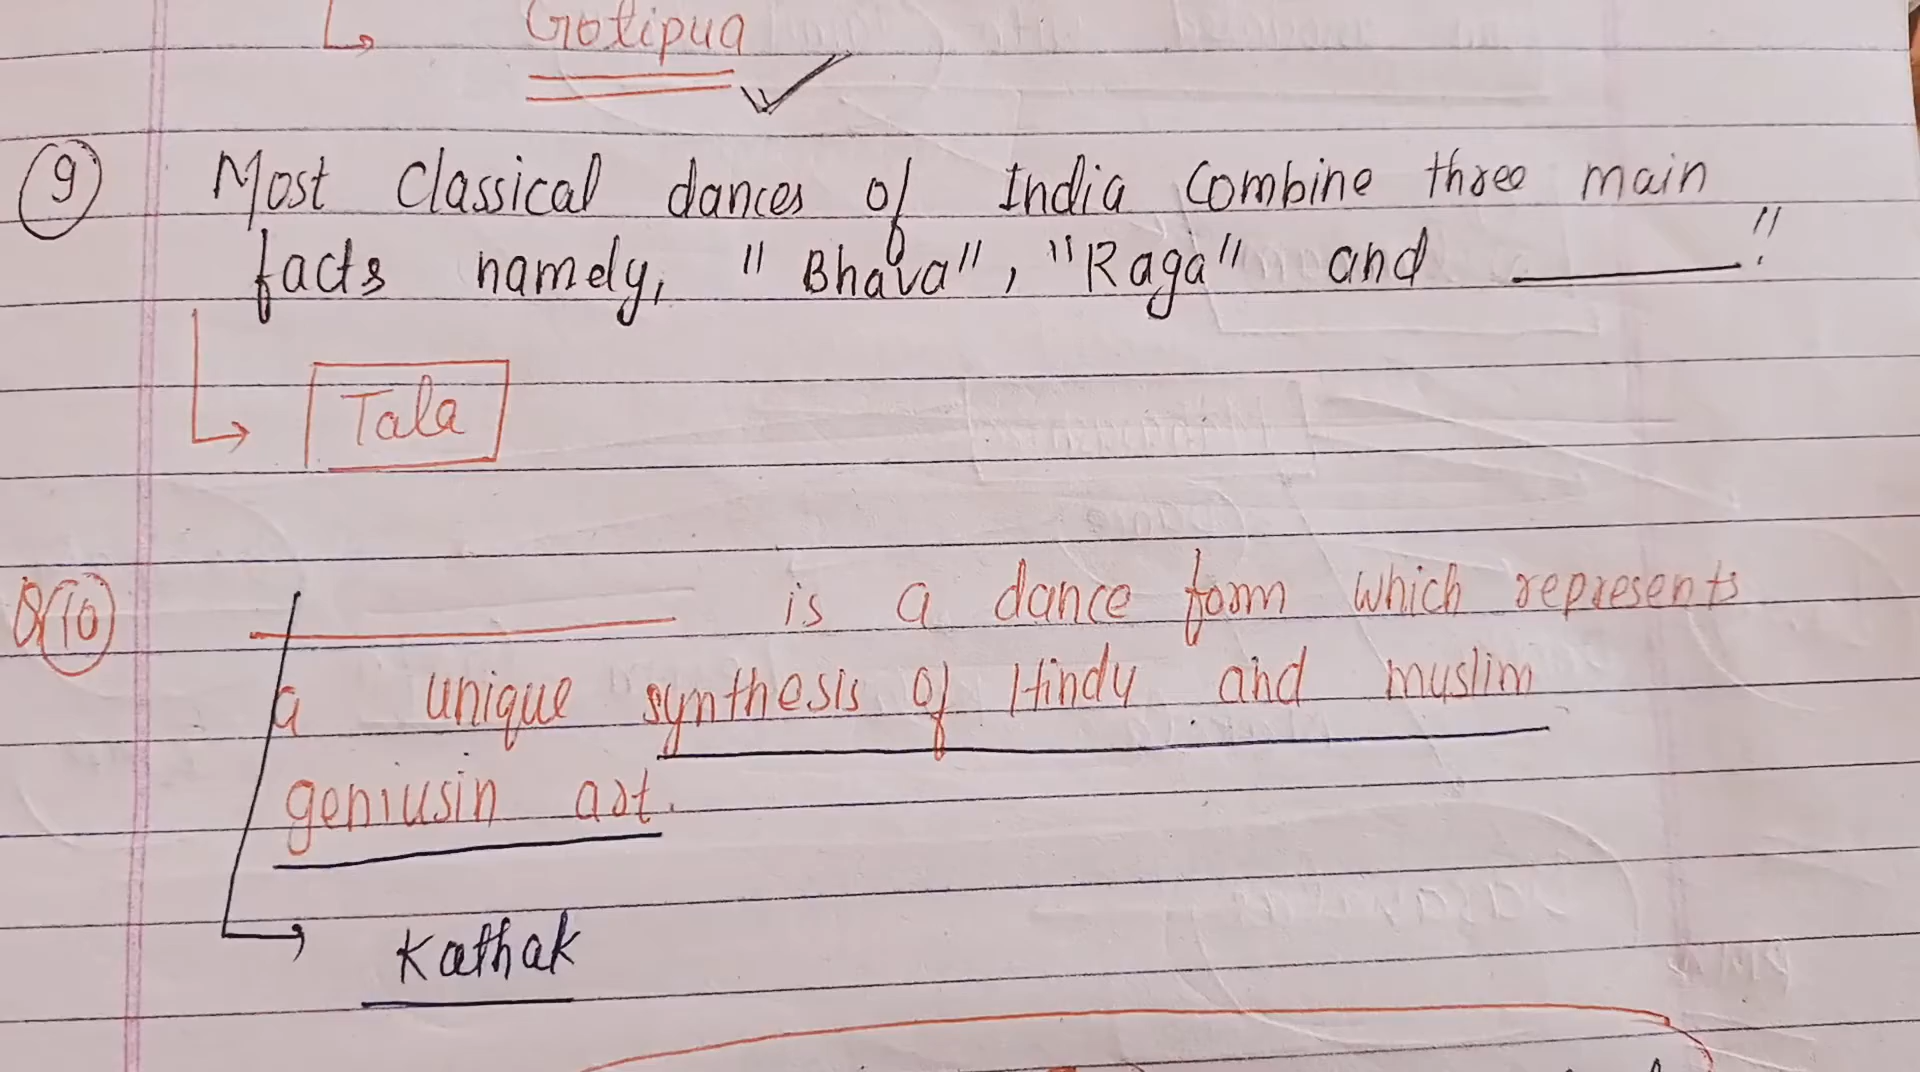 Gotipua
9 Most Classical dances of India Combine three main
facts namely, "Bhava", "Raga" and ______."
Tala
Q(10) ______ is a dance form which represents
a unique synthesis of Hindu and muslim
geniusin art.
Kathak